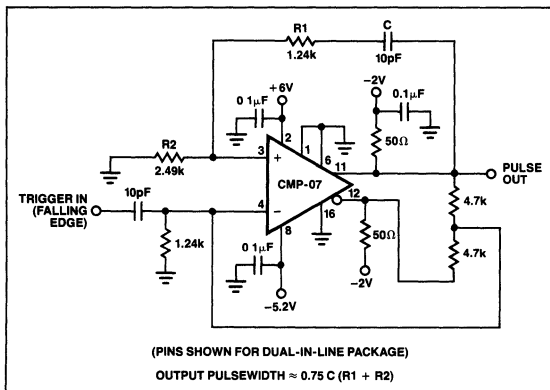 R1
1.24k
C
10pF
-2V
+6V
0.1µF
0 1µF
50Ω
R2
2.49k
2
1
3
+
6
11
PULSE
OUT
CMP-07
TRIGGER IN
(FALLING
EDGE)
10pF
4
-
12
4.7k
16
8
1.24k
50Ω
4.7k
0 1µF
-2V
-5.2V
(PINS SHOWN FOR DUAL-IN-LINE PACKAGE)
OUTPUT PULSEWIDTH ≈ 0.75 C (R1 + R2)